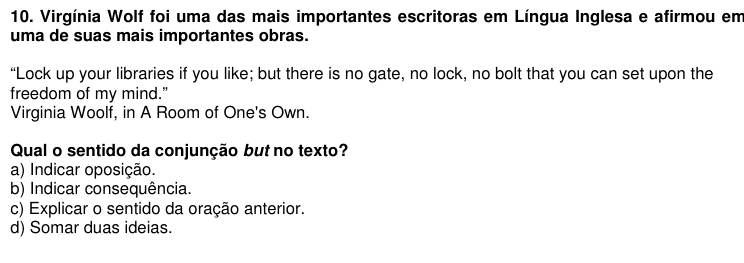 10. Virgínia Wolf foi uma das mais importantes escritoras em Língua Inglesa e afirmou em
uma de suas mais importantes obras.
“Lock up your libraries if you like; but there is no gate, no lock, no bolt that you can set upon the
freedom of my mind.”
Virginia Woolf, in A Room of One's Own.
Qual o sentido da conjunção but no texto?
a) Indicar oposição.
b) Indicar consequência.
c) Explicar o sentido da oração anterior.
d) Somar duas ideias.